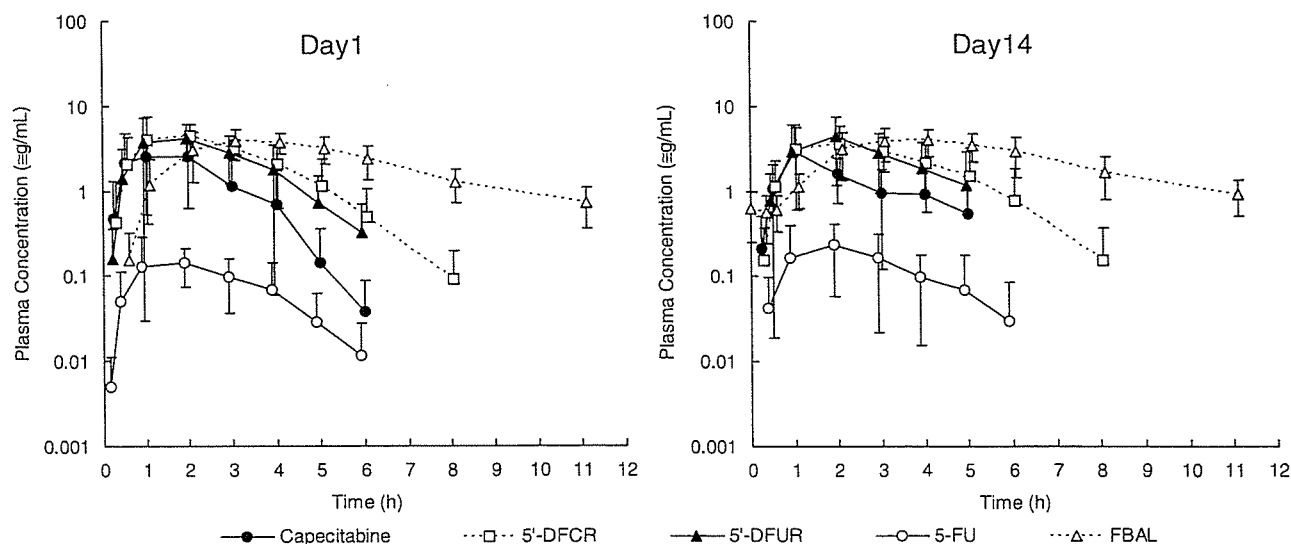 Day1
Plasma Concentration (≡g/mL)
100
10
1
0.1
0.01
0.001
0 1 2 3 4 5 6 7 8 9 10 11 12
Time (h)
Day14
Plasma Concentration (≡g/mL)
100
10
1
0.1
0.01
0.001
0 1 2 3 4 5 6 7 8 9 10 11 12
Time (h)
Capecitabine 5'-DFCR 5'-DFUR 5-FU FBAL